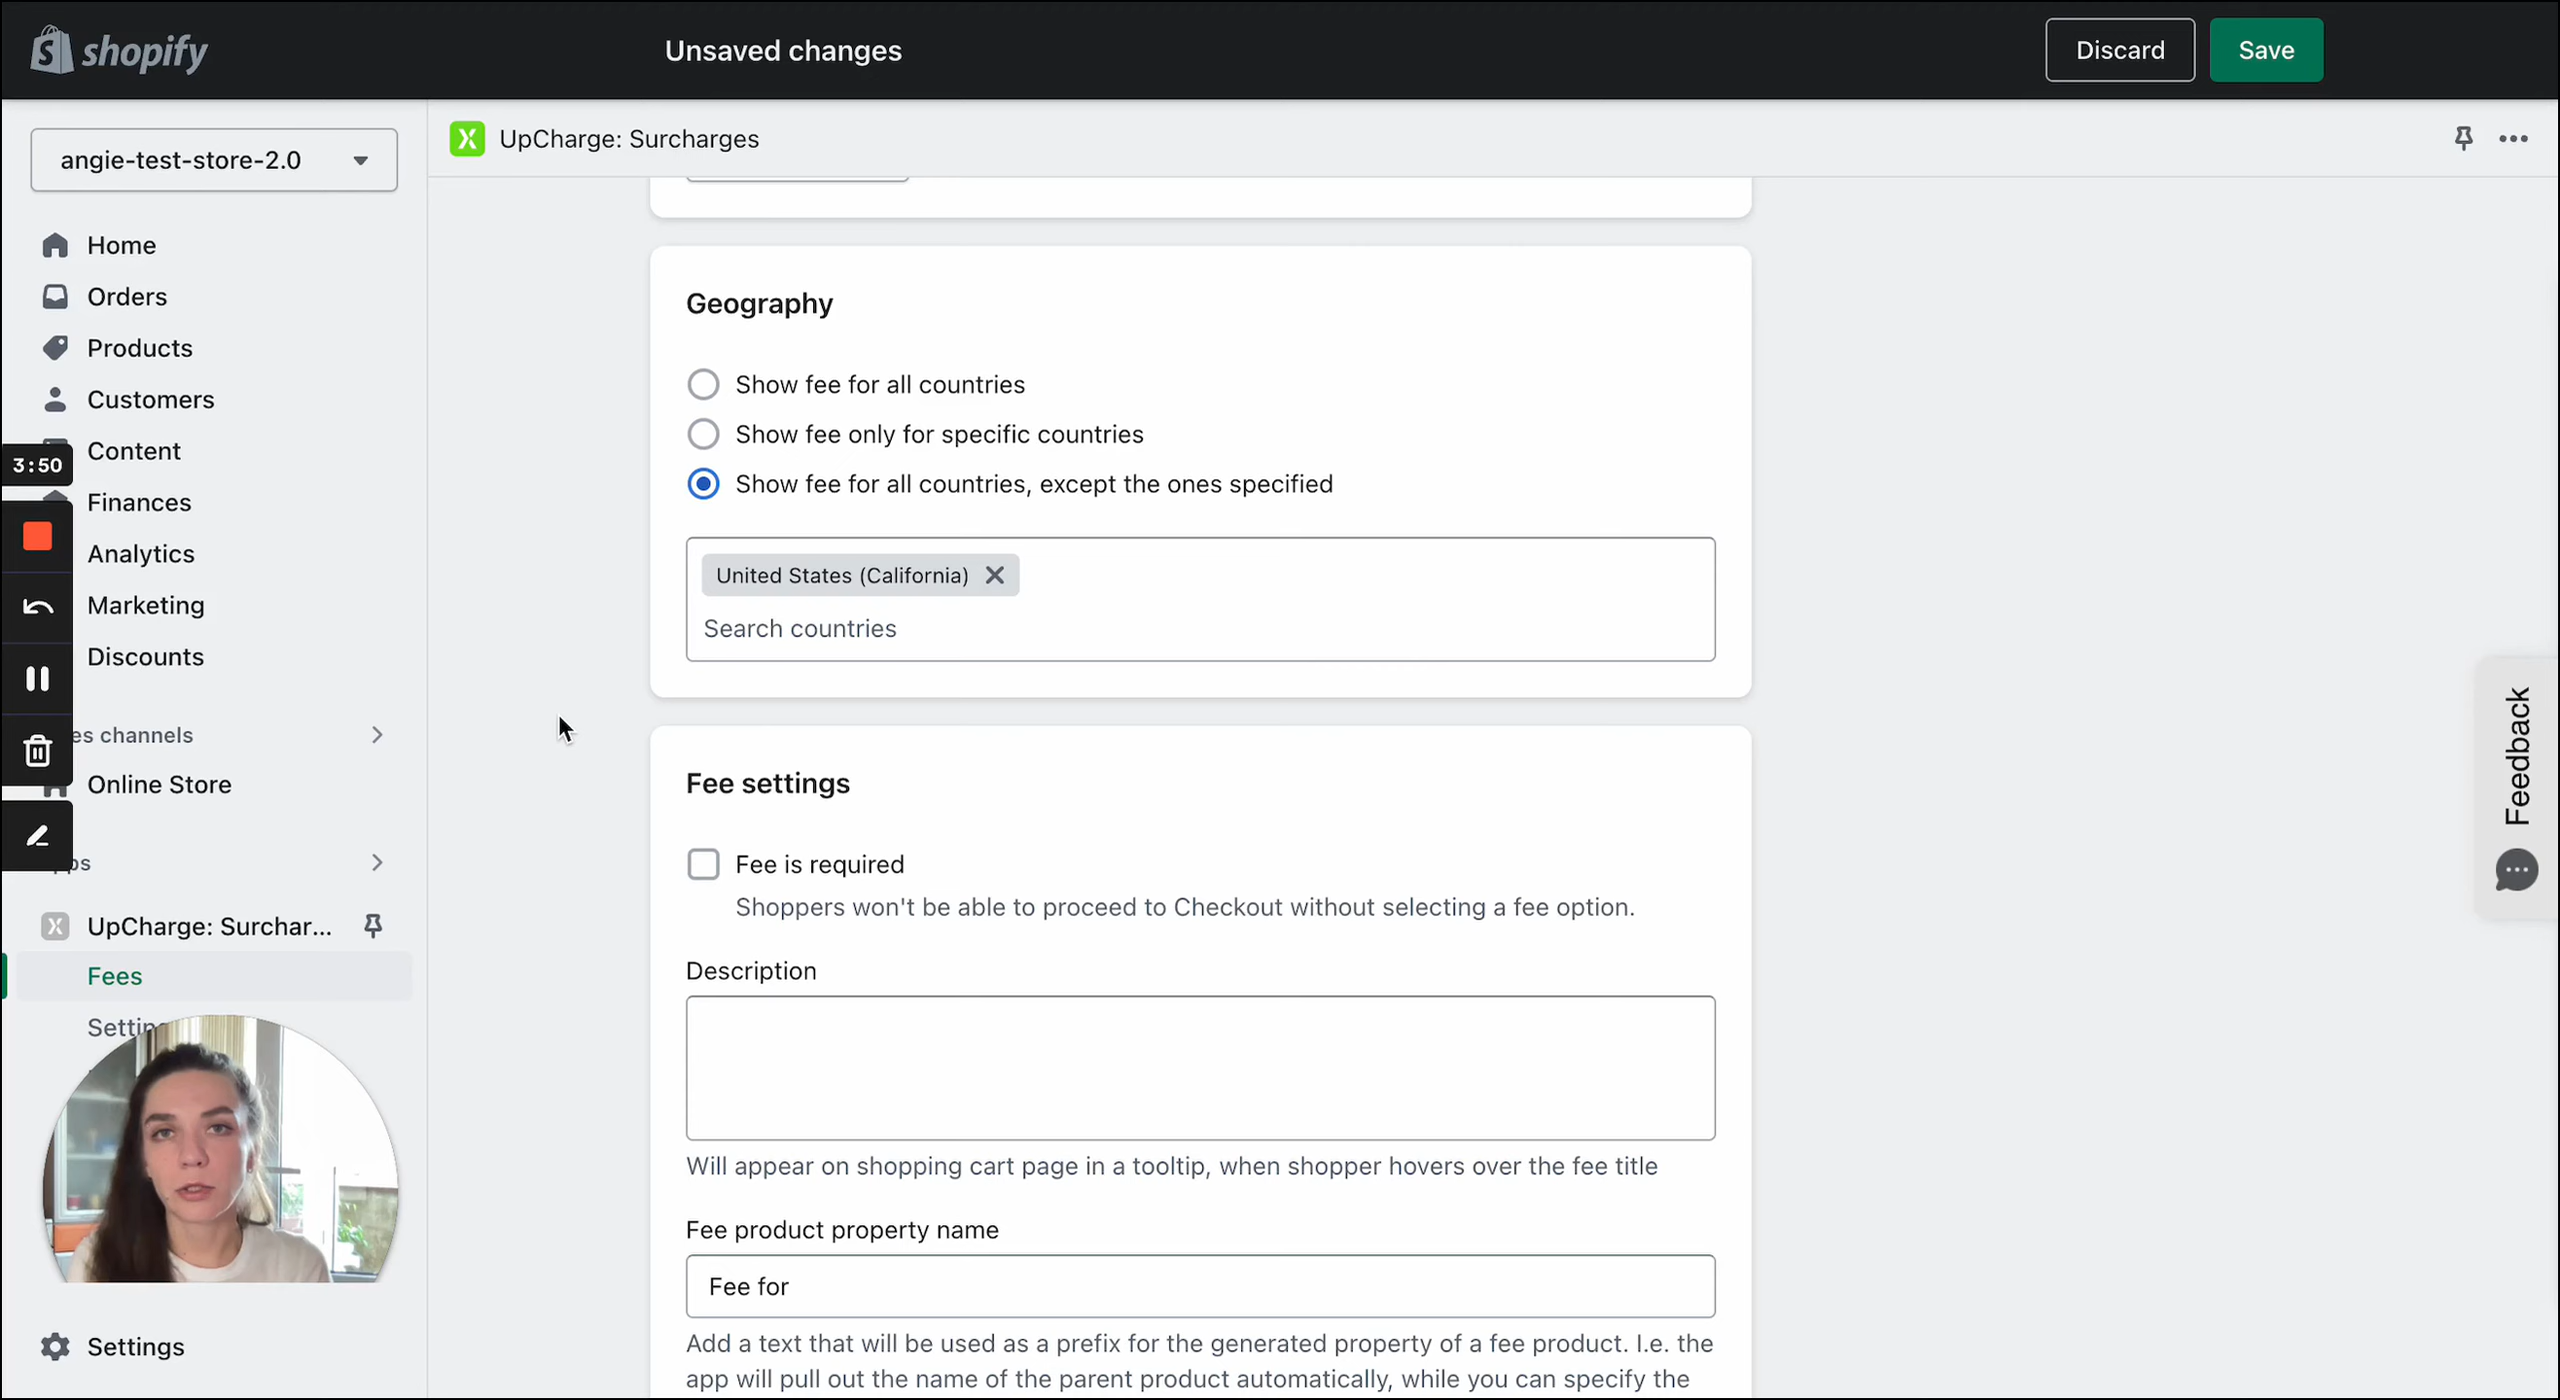 shopify
Unsaved changes
Discard
Save
angie-test-store-2.0
UpCharge: Surcharges
Home
Orders
Products
Customers
Content
3:50
Finances
Analytics
Marketing
Discounts
es channels
Online Store
ps
UpCharge: Surchar...
Fees
Settin
Settings
Geography
Show fee for all countries
Show fee only for specific countries
Show fee for all countries, except the ones specified
United States (California)
Search countries
Fee settings
Fee is required
Shoppers won't be able to proceed to Checkout without selecting a fee option.
Description
Will appear on shopping cart page in a tooltip, when shopper hovers over the fee title
Fee product property name
Fee for
Add a text that will be used as a prefix for the generated property of a fee product. I.e. the
app will pull out the name of the parent product automatically, while you can specify the
Feedback